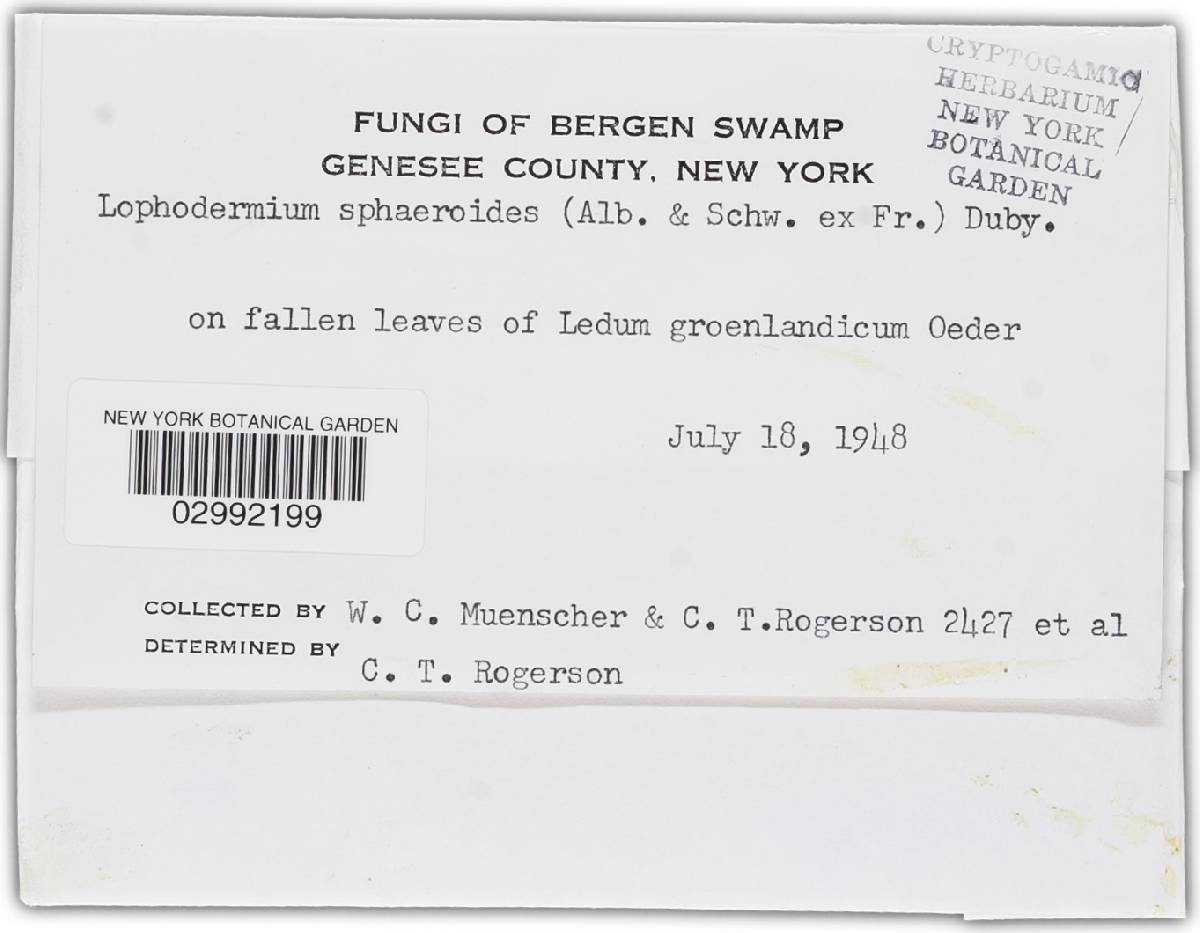 CRYPTOGAMIC
HERBARIUM
NEW YORK
BOTANICAL
GARDEN
FUNGI OF BERGEN SWAMP
GENESEE COUNTY, NEW YORK
Lophodermium sphaeroides (Alb. & Schw. ex Fr.) Duby.
on fallen leaves of Ledum groenlandicum Oeder
July 18, 1948
NEW YORK BOTANICAL GARDEN
02992199
COLLECTED BY W. C. Muenscher & C. T.Rogerson 2427 et al
DETERMINED BY C. T. Rogerson